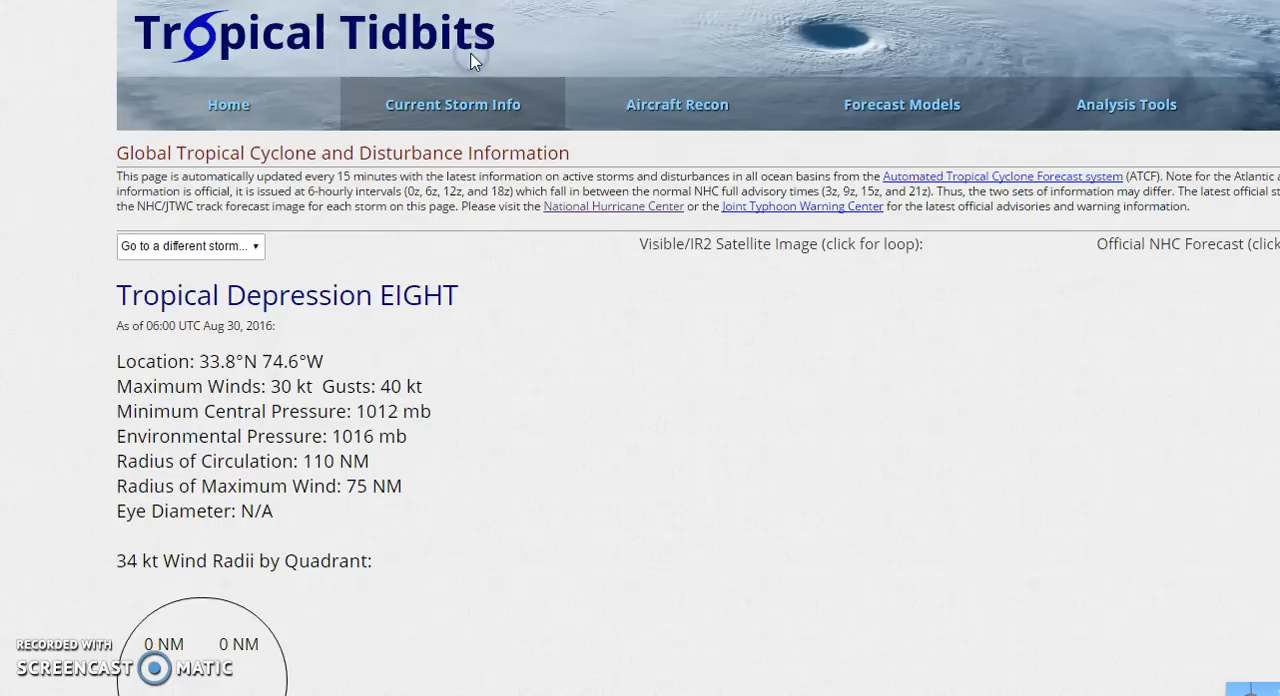 Tropical Tidbits
Home
Current Storm Info
Aircraft Recon
Forecast Models
Analysis Tools
Global Tropical Cyclone and Disturbance Information
This page is automatically updated every 15 minutes with the latest information on active storms and disturbances in all ocean basins from the Automated Tropical Cyclone Forecast system (ATCF). Note for the Atlantic
information is official, it is issued at 6-hourly intervals (0z, 6z, 12z, and 18z) which fall in between the normal NHC full advisory times (3z, 9z, 15z, and 21z). Thus, the two sets of information may differ. The latest official
the NHC/JTWC track forecast image for each storm on this page. Please visit the National Hurricane Center or the Joint Typhoon Warning Center for the latest official advisories and warning information.
Go to a different storm...
Visible/IR2 Satellite Image (click for loop):
Official NHC Forecast (click
Tropical Depression EIGHT
As of 06:00 UTC Aug 30, 2016:
Location: 33.8°N 74.6°W
Maximum Winds: 30 kt Gusts: 40 kt
Minimum Central Pressure: 1012 mb
Environmental Pressure: 1016 mb
Radius of Circulation: 110 NM
Radius of Maximum Wind: 75 NM
Eye Diameter: N/A
34 kt Wind Radii by Quadrant:
0 NM 0 NM
RECORDED WITH
SCREENCAST MATIC